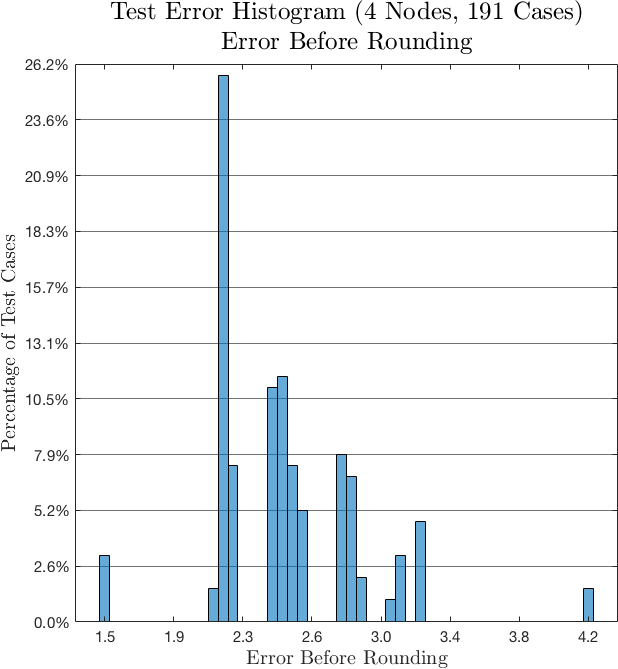 Test Error Histogram (4 Nodes, 191 Cases)
Error Before Rounding
26.2%
23.6%
20.9%
18.3%
15.7%
13.1%
10.5%
7.9%
5.2%
2.6%
0.0%
Percentage of Test Cases
1.5 1.9 2.3 2.6 3.0 3.4 3.8 4.2
Error Before Rounding